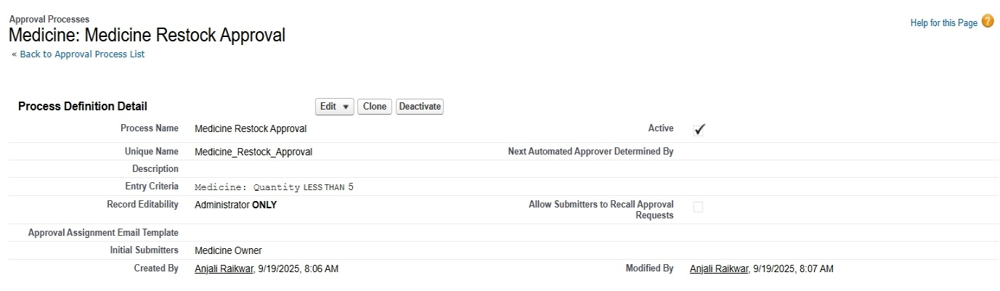 Approval Processes
Medicine: Medicine Restock Approval
Help for this Page ?
« Back to Approval Process List
Process Definition Detail
Edit ▼ Clone Deactivate
Process Name Medicine Restock Approval Active ✓
Unique Name Medicine_Restock_Approval Next Automated Approver Determined By
Description
Entry Criteria Medicine: Quantity LESS THAN 5
Record Editability Administrator ONLY Allow Submitters to Recall Approval
Requests
Approval Assignment Email Template
Initial Submitters Medicine Owner
Created By Anjali Raikwar, 9/19/2025, 8:06 AM Modified By Anjali Raikwar, 9/19/2025, 8:07 AM